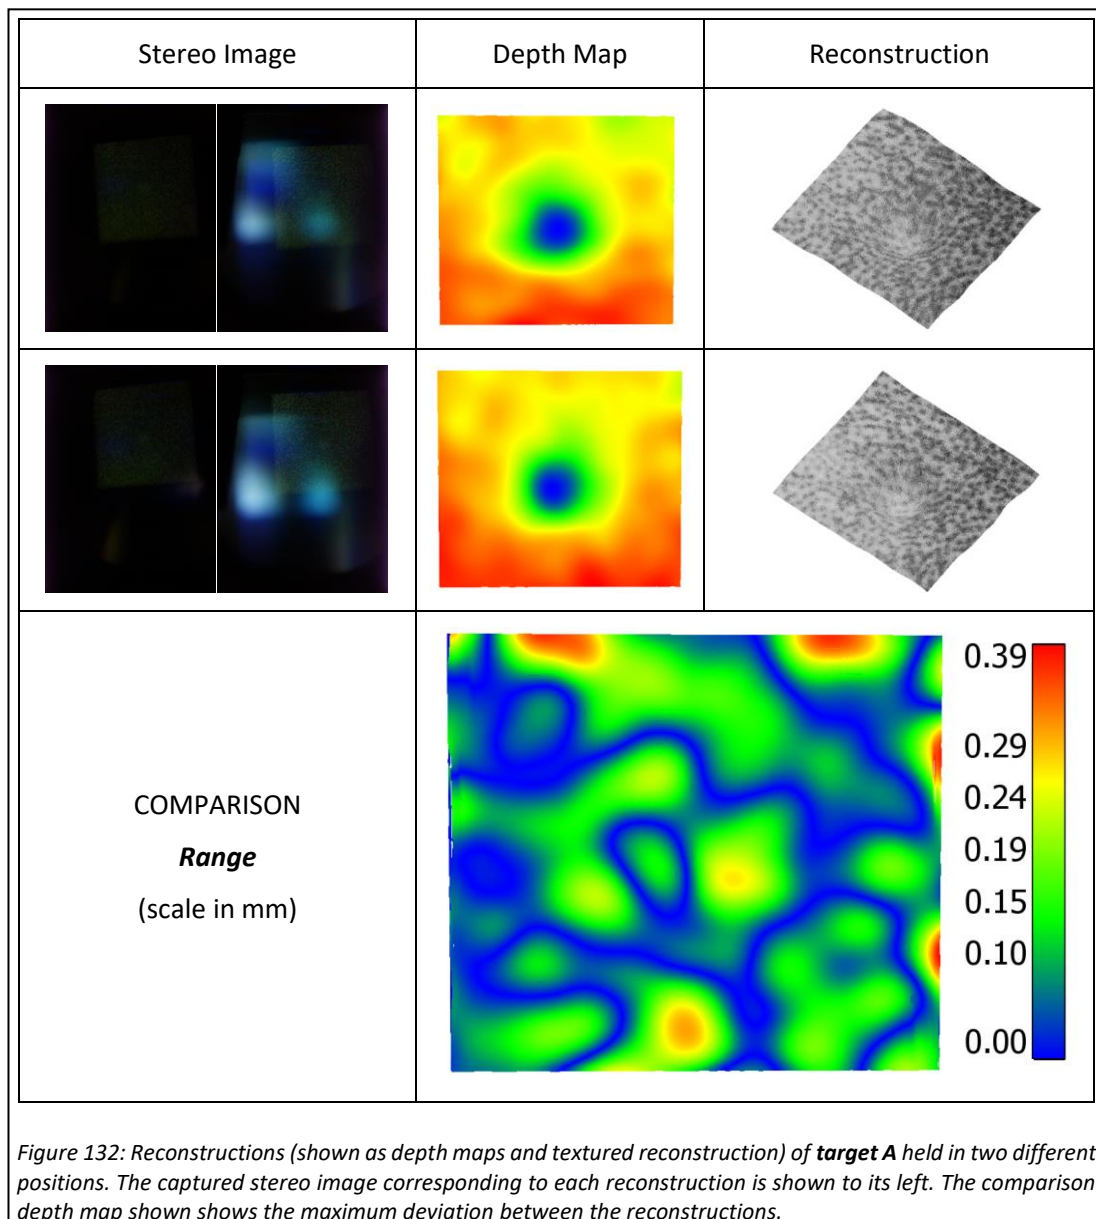 Stereo Image
Depth Map
Reconstruction
COMPARISON
Range
(scale in mm)
0.39
0.29
0.24
0.19
0.15
0.10
0.00
Figure 132: Reconstructions (shown as depth maps and textured reconstruction) of target A held in two different
positions. The captured stereo image corresponding to each reconstruction is shown to its left. The comparison
depth map shown shows the maximum deviation between the reconstructions.